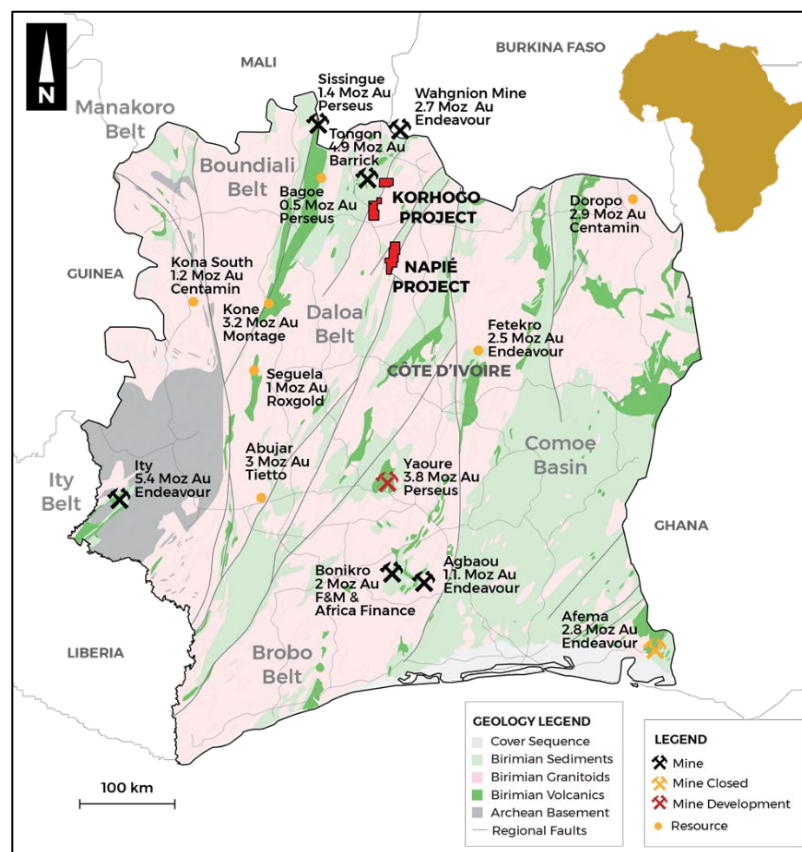 N
MALI
BURKINA FASO
Manakoro
Belt
Sissingue
1.4 Moz Au
Perseus
Wahgnion Mine
2.7 Moz Au
Endeavour
Tongon
4.9 Moz Au
Barrick
Boundiali
Belt
Bagoe
0.5 Moz Au
Perseus
KORHOGO
PROJECT
Doropo
2.9 Moz Au
Centamin
GUINEA
Kona South
1.2 Moz Au
Centamin
NAPIÉ
PROJECT
Kone
3.2 Moz Au
Montage
Daloa
Belt
Fetekro
2.5 Moz Au
Endeavour
CÔTE D'IVOIRE
Seguela
1 Moz Au
Roxgold
Comoe
Basin
Ity
5.4 Moz Au
Endeavour
Ity
Belt
Abujar
3 Moz Au
Tietto
Yaoure
3.8 Moz Au
Perseus
GHANA
Bonikro
2 Moz Au
F&M &
Africa Finance
Agbaou
1.1. Moz Au
Endeavour
Afema
2.8 Moz Au
Endeavour
LIBERIA
Brobo
Belt
100 km
GEOLOGY LEGEND
Cover Sequence
Birimian Sediments
Birimian Granitoids
Birimian Volcanics
Archean Basement
Regional Faults
LEGEND
Mine
Mine Closed
Mine Development
Resource